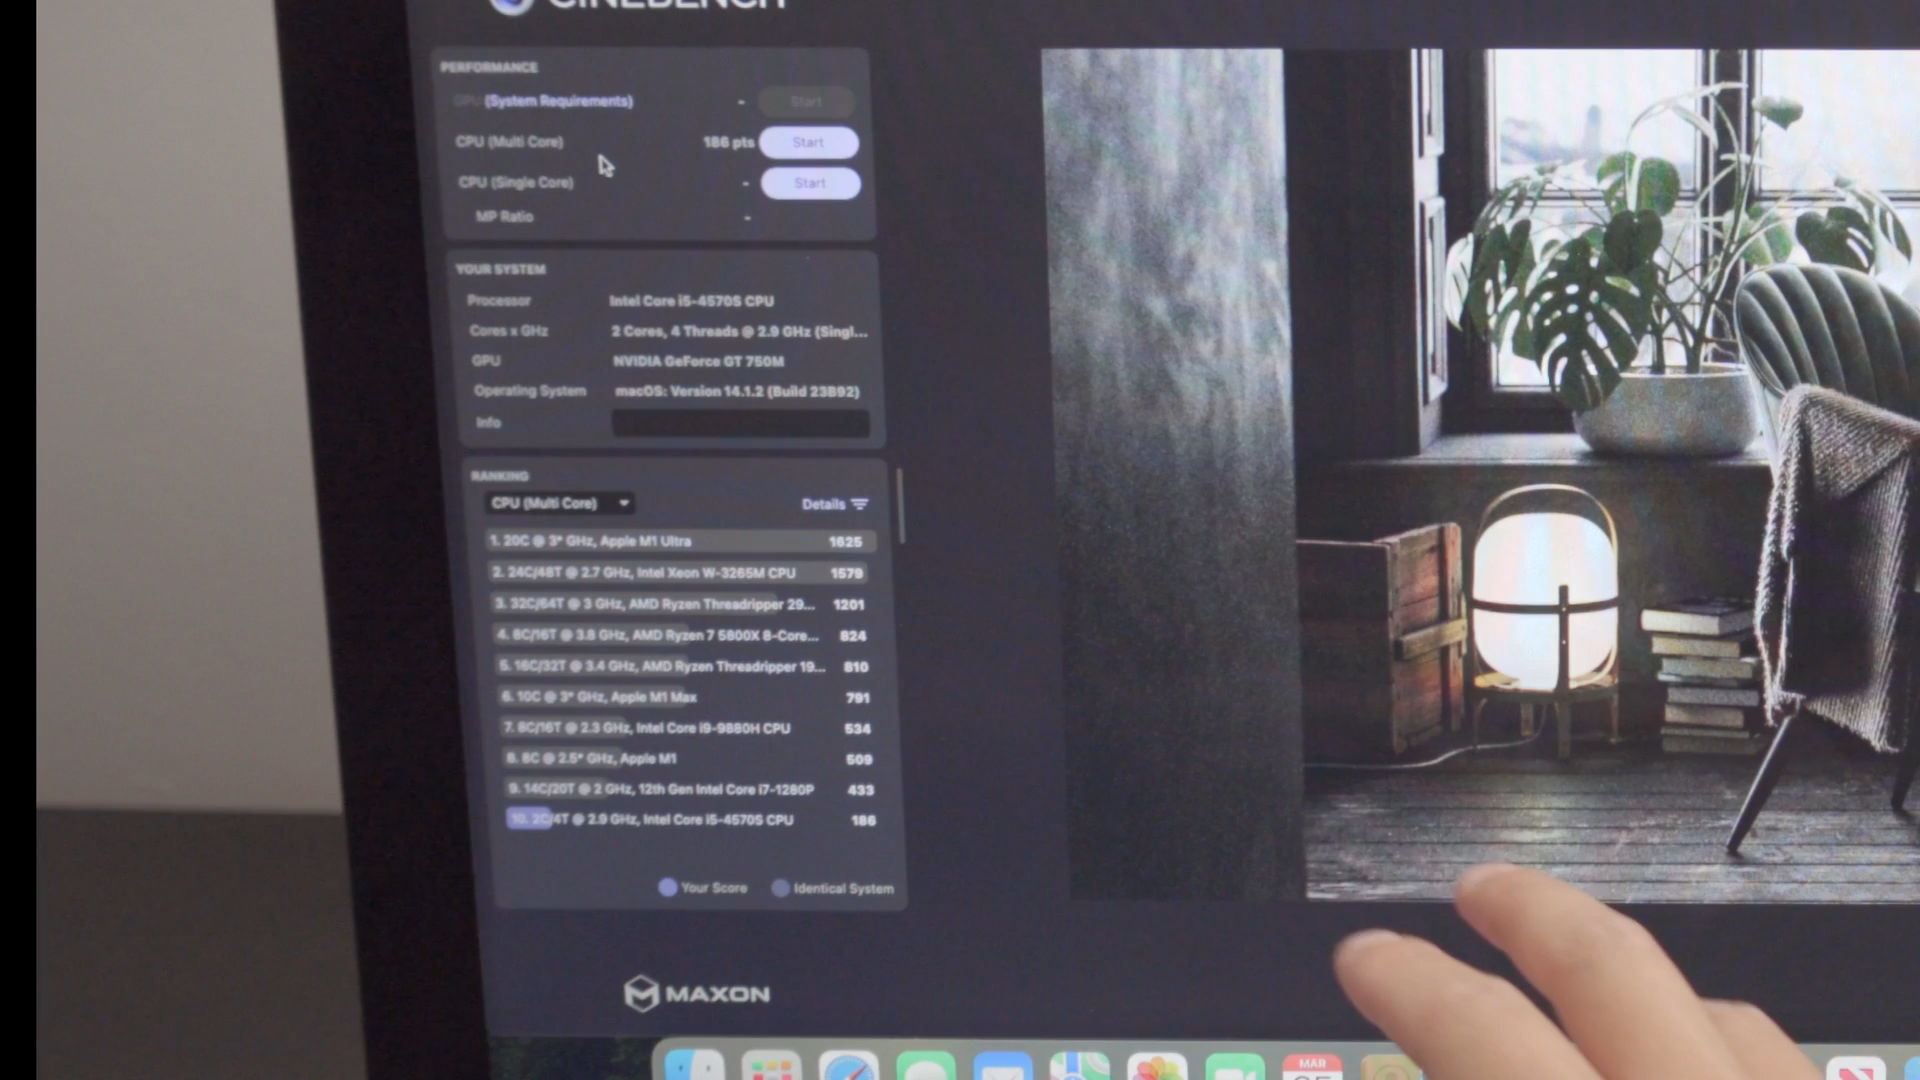 CINEBENCH
PERFORMANCE
GPU (System Requirements) - Start
CPU (Multi Core) 186 pts Start
CPU (Single Core) - Start
MP Ratio -
YOUR SYSTEM
Processor Intel Core i5-4570S CPU
Cores x GHz 2 Cores, 4 Threads @ 2.9 GHz (Singl...
GPU NVIDIA GeForce GT 750M
Operating System macOS: Version 14.1.2 (Build 23B92)
Info
RANKING
CPU (Multi Core) Details
1. 20C @ 3* GHz, Apple M1 Ultra 1625
2. 24C/48T @ 2.7 GHz, Intel Xeon W-3265M CPU 1579
3. 32C/64T @ 3 GHz, AMD Ryzen Threadripper 29... 1201
4. 8C/16T @ 3.8 GHz, AMD Ryzen 7 5800X 8-Core... 824
5. 16C/32T @ 3.4 GHz, AMD Ryzen Threadripper 19... 810
6. 10C @ 3* GHz, Apple M1 Max 791
7. 8C/16T @ 2.3 GHz, Intel Core i9-9880H CPU 534
8. 8C @ 2.5* GHz, Apple M1 509
9. 14C/20T @ 2 GHz, 12th Gen Intel Core i7-1280P 433
10. 2C/4T @ 2.9 GHz, Intel Core i5-4570S CPU 186
Your Score Identical System
MAXON
MAR